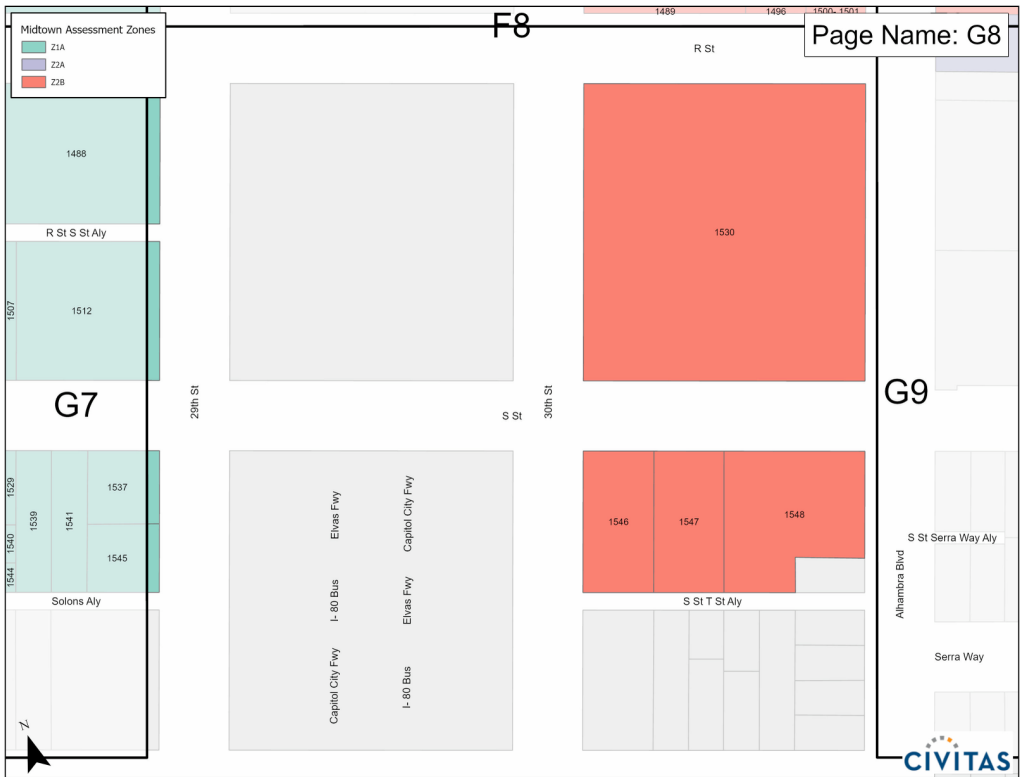 Midtown Assessment Zones
Z1A
Z2A
Z2B
F8
1489
1496
1500
1501
Page Name: G8
R St
1488
R St S St Aly
1507
1512
1530
G7
29th St
S St
30th St
G9
1529
1539
1541
1537
1540
1544
1545
Elvas Fwy
Capitol City Fwy
I- 80 Bus
Elvas Fwy
Capitol City Fwy
I- 80 Bus
1546
1547
1548
S St Serra Way Aly
Alhambra Blvd
Solons Aly
S St T St Aly
Serra Way
N
CIVITAS